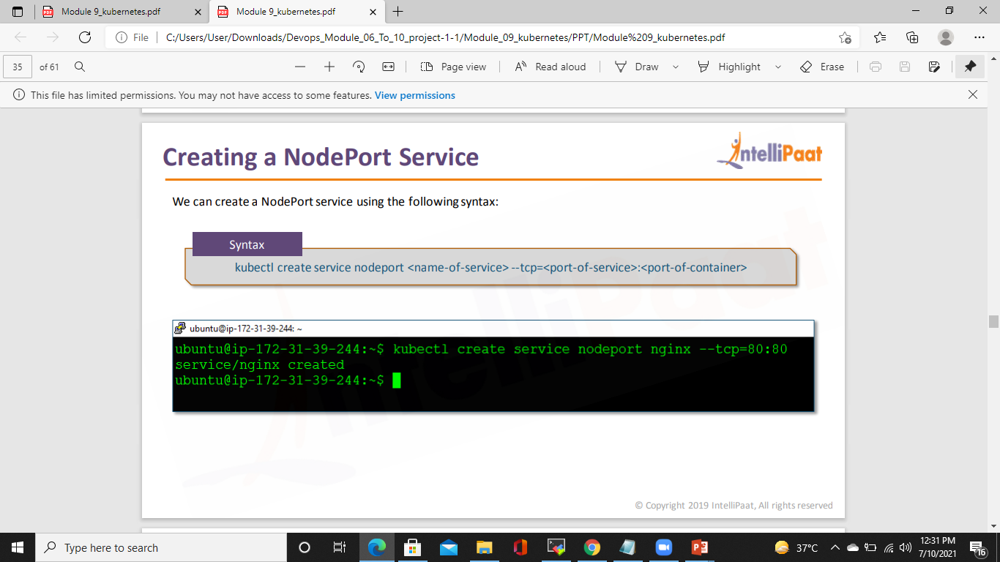 Module 9_kubernetes.pdf
Module 9_kubernetes.pdf
File
C:/Users/User/Downloads/Devops_Module_06_To_10_project-1-1/Module_09_kubernetes/PPT/Module%209_kubernetes.pdf
35 of 61
Page view
Read aloud
Draw
Highlight
Erase
This file has limited permissions. You may not have access to some features. View permissions
Creating a NodePort Service
IntelliPaat
We can create a NodePort service using the following syntax:
Syntax
kubectl create service nodeport <name-of-service> --tcp=<port-of-service>:<port-of-container>
ubuntu@ip-172-31-39-244: ~
ubuntu@ip-172-31-39-244:~$ kubectl create service nodeport nginx --tcp=80:80
service/nginx created
ubuntu@ip-172-31-39-244:~$
IntelliPaat
© Copyright 2019 IntelliPaat, All rights reserved
Type here to search
37°C
12:31 PM
7/10/2021
16